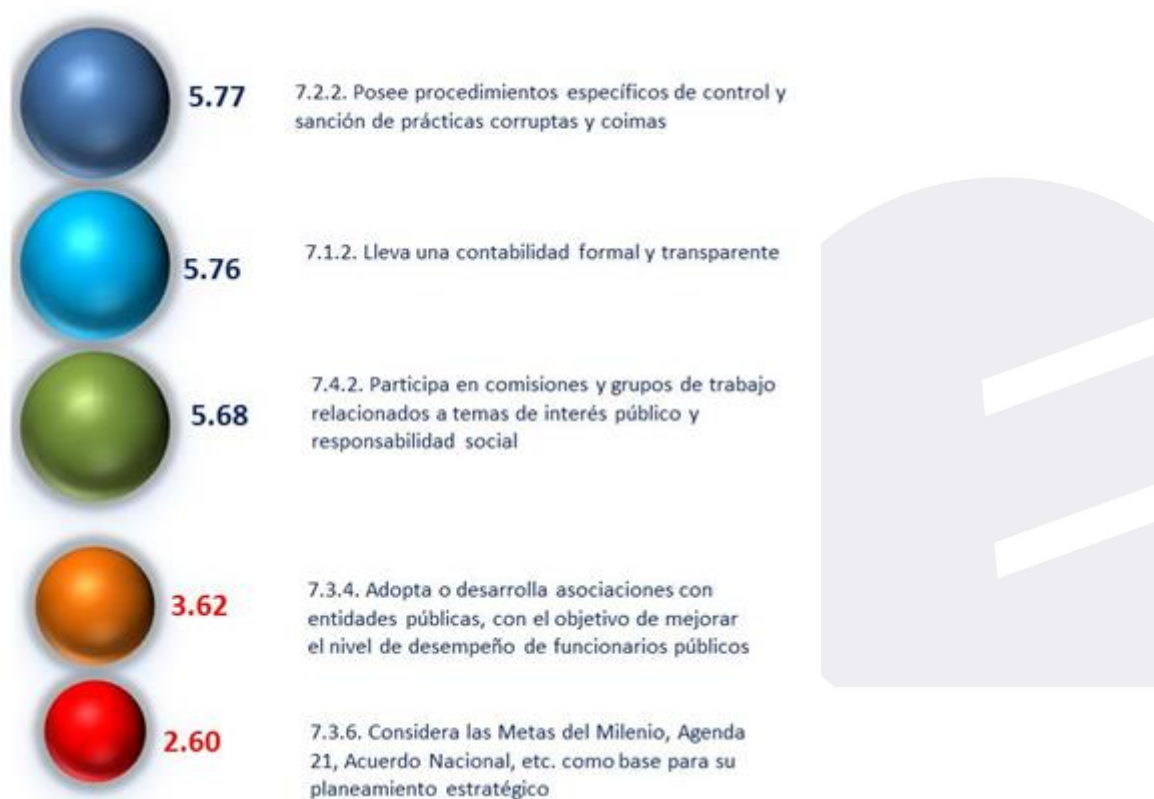 5.77
7.2.2. Posee procedimientos específicos de control y
sanción de prácticas corruptas y coimas
5.76
7.1.2. Lleva una contabilidad formal y transparente
5.68
7.4.2. Participa en comisiones y grupos de trabajo
relacionados a temas de interés público y
responsabilidad social
3.62
7.3.4. Adopta o desarrolla asociaciones con
entidades públicas, con el objetivo de mejorar
el nivel de desempeño de funcionarios públicos
2.60
7.3.6. Considera las Metas del Milenio, Agenda
21, Acuerdo Nacional, etc. como base para su
planeamiento estratégico